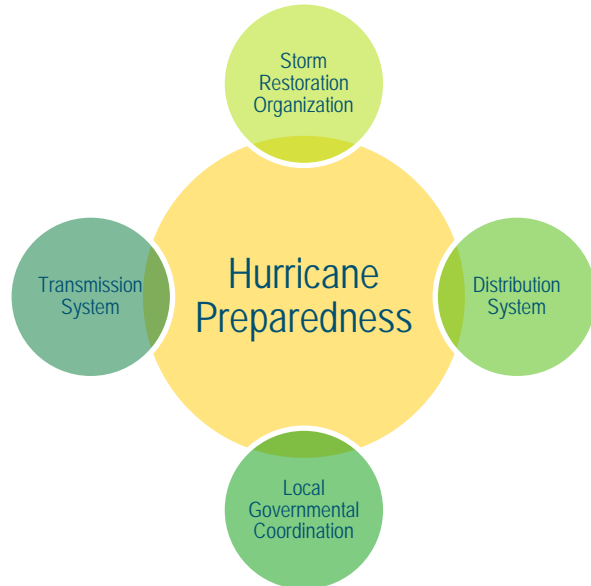 Storm
Restoration
Organization
Transmission
System
Hurricane
Preparedness
Distribution
System
Local
Governmental
Coordination